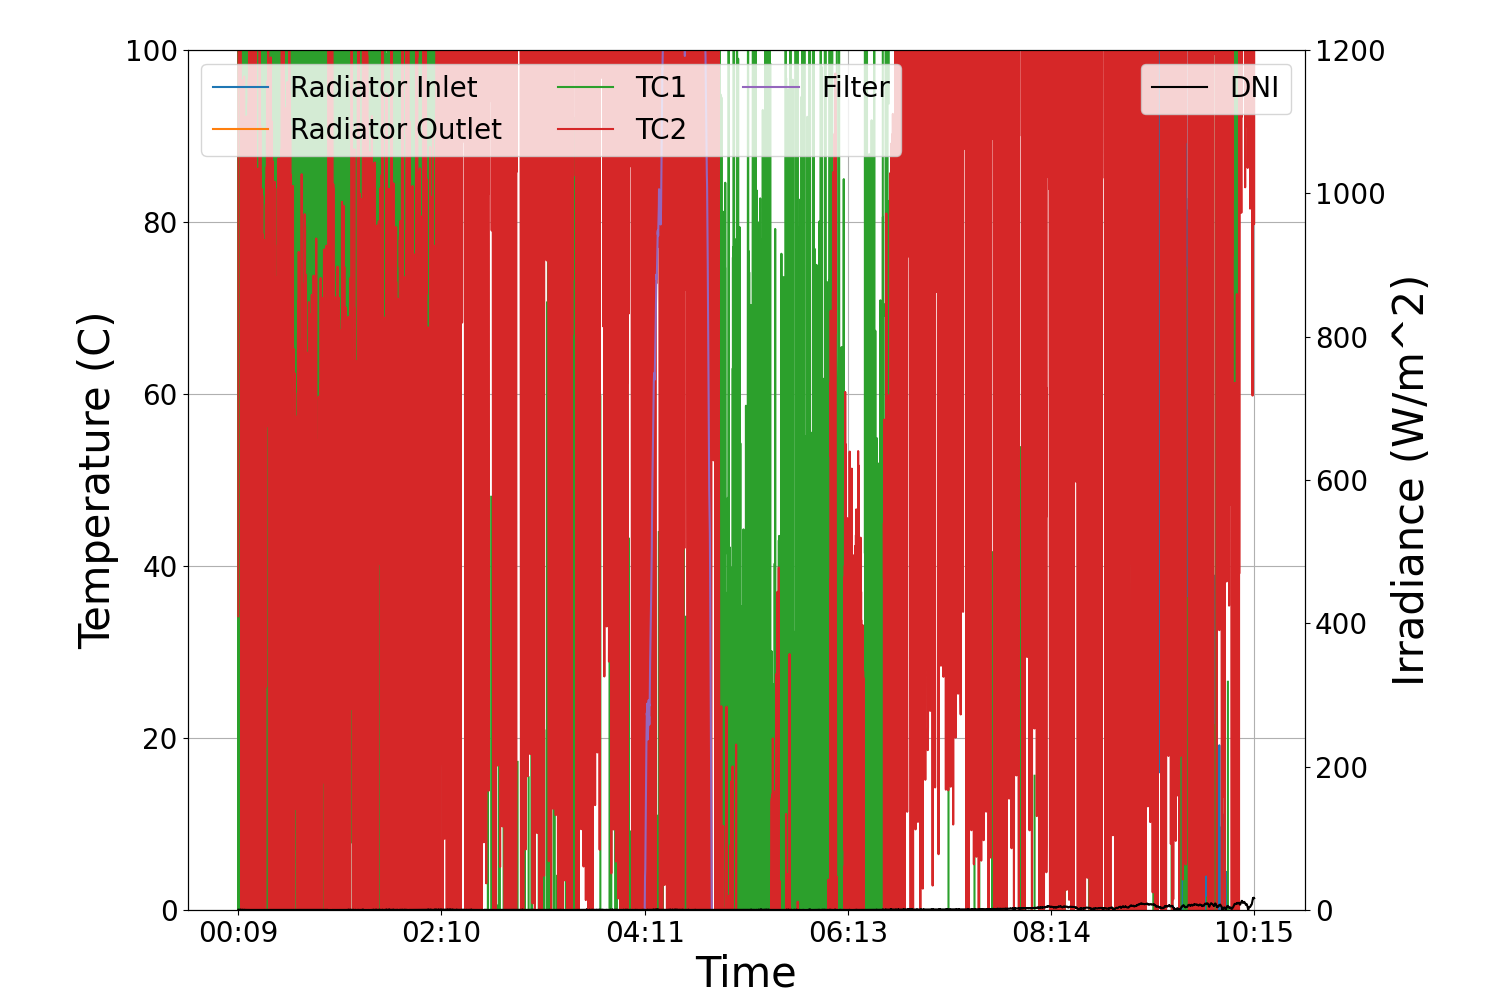 100
80
60
40
20
0
Temperature (C)
Radiator Inlet
Radiator Outlet
TC1
TC2
Filter
DNI
1200
1000
800
600
400
200
0
Irradiance (W/m^2)
00:09
02:10
04:11
06:13
08:14
10:15
Time